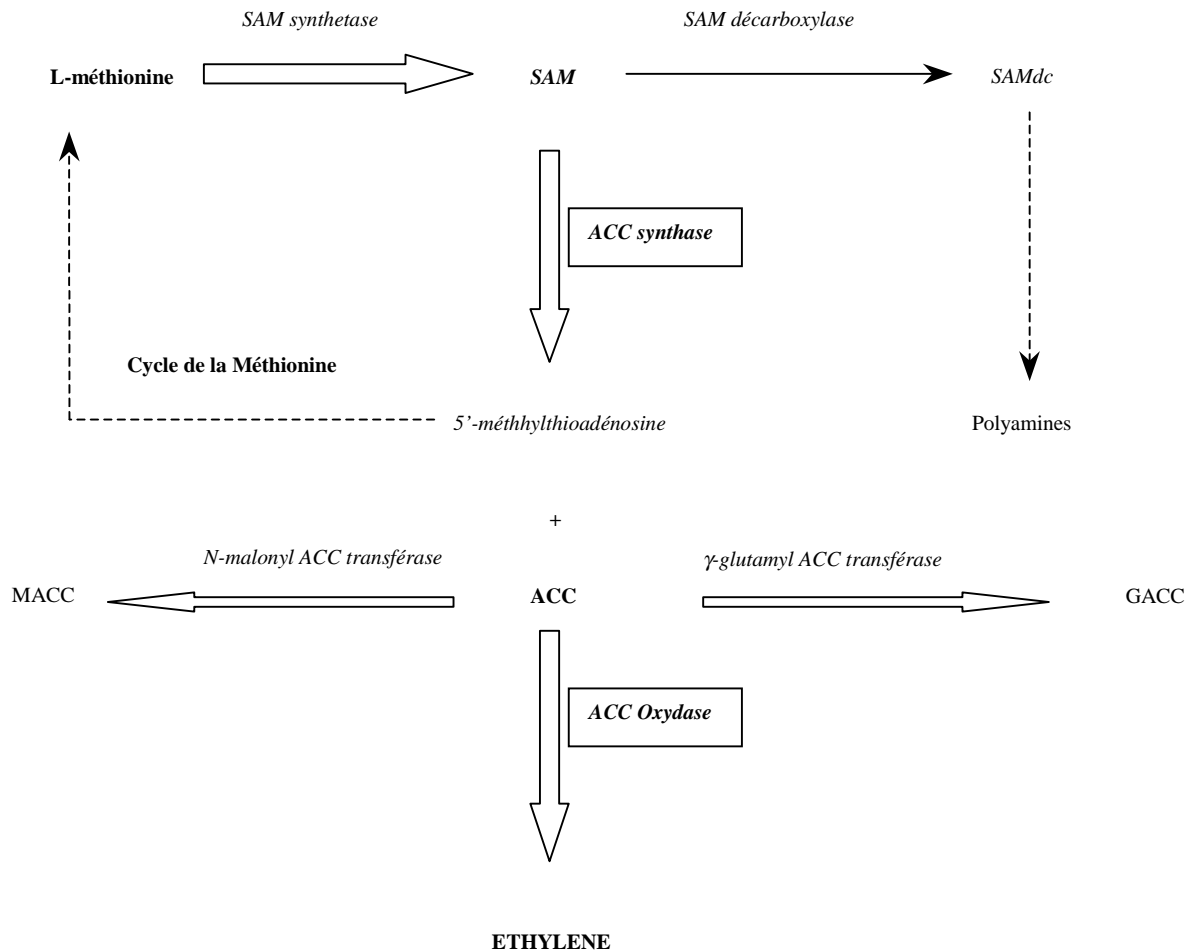 SAM synthetase
SAM décarboxylase
L-méthionine
SAM
SAMdc
ACC synthase
Cycle de la Méthionine
5’-méthhylthioadénosine
Polyamines
+
N-malonyl ACC transférase
γ-glutamyl ACC transférase
MACC
ACC
GACC
ACC Oxydase
ETHYLENE